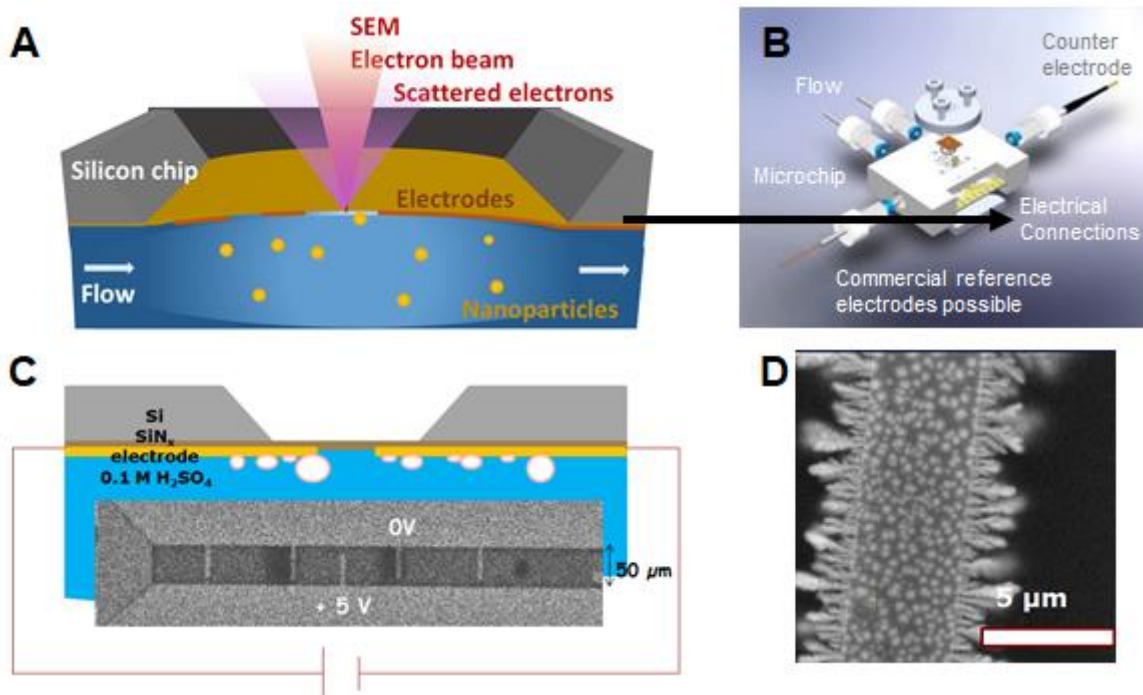 A
SEM
Electron beam
Scattered electrons
Silicon chip
Electrodes
Flow
Nanoparticles
B
Counter
electrode
Flow
Microchip
Electrical
Connections
Commercial reference
electrodes possible
C
Si
SiNₓ
electrode
0.1 M H₂SO₄
0V
50 µm
+ 5 V
D
5 µm